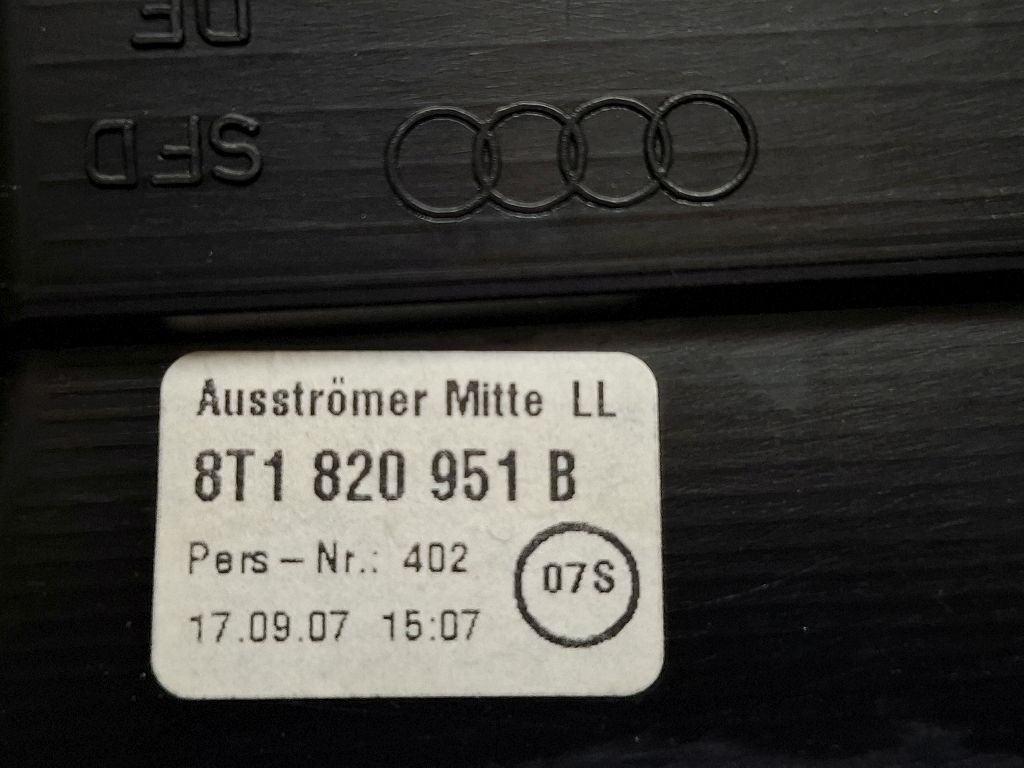 DE
SFD
Ausströmer Mitte LL
8T1 820 951 B
Pers-Nr.: 402
07S
17.09.07 15:07